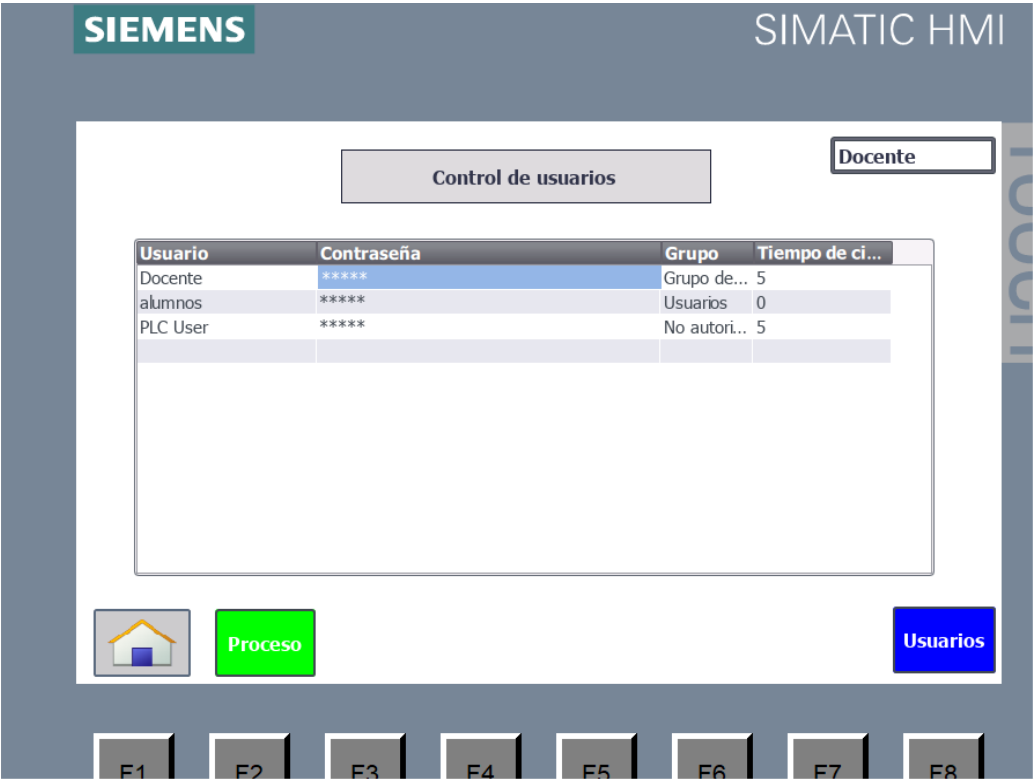 SIEMENS
SIMATIC HMI
Docente
Control de usuarios
Usuario Contraseña Grupo Tiempo de ci...
Docente ***** Grupo de... 5
alumnos ***** Usuarios 0
PLC User ***** No autori... 5
Proceso
Usuarios
F1 F2 F3 F4 F5 F6 F7 F8